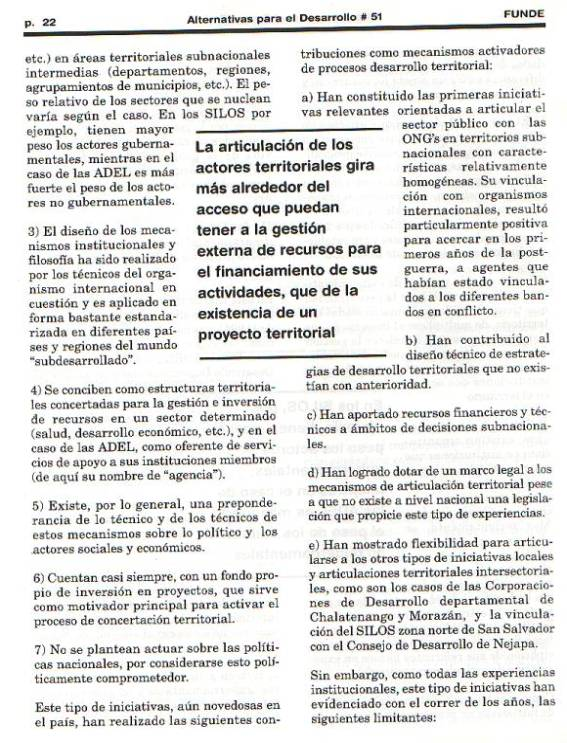 p. 22
Alternativas para el Desarrollo # 51
FUNDE
etc.) en áreas territoriales subnacionales
intermedias (departamentos, regiones,
agrupamientos de municipios, etc.). El pe-
so relativo de los sectores que se nuclean
varía según el caso. En los SILOS por
ejemplo, tienen mayor
peso los actores guberna-
mentales, mientras en el
caso de las ADEL es más
fuerte el peso de los acto-
res no gubernamentales.
3) El diseño de los meca-
nismos institucionales y
filosofía ha sido realizado
por los técnicos del orga-
nismo internacional en
cuestión y es aplicado en
forma bastante estanda-
rizada en diferentes paí-
ses y regiones del mundo
“subdesarrollado”.
4) Se conciben como estructuras territoria-
les concertadas para la gestión e inversión
de recursos en un sector determinado
(salud, desarrollo económico, etc.), y en el
caso de las ADEL, como oferente de servi-
cios de apoyo a sus instituciones miembros
(de aquí su nombre de “agencia”).
5) Existe, por lo general, una preponde-
rancia de lo técnico y de los técnicos de
estos mecanismos sobre lo político y los
actores sociales y económicos.
6) Cuentan casi siempre, con un fondo pro-
pio de inversión en proyectos, que sirve
como motivador principal para activar el
proceso de concertación territorial.
7) No se plantean actuar sobre las políti-
cas nacionales, por considerarse esto polí-
ticamente comprometedor.
Este tipo de iniciativas, aún novedosas en
el país, han realizado las siguientes con-
La articulación de los
actores territoriales gira
más alrededor del
acceso que puedan
tener a la gestión
externa de recursos para
el financiamiento de sus
actividades, que de la
existencia de un
proyecto territorial
tribuciones como mecanismos activadores
de procesos desarrollo territorial:
a) Han constituido las primeras iniciati-
vas relevantes orientadas a articular el
sector público con las
ONG's en territorios sub-
nacionales con caracte-
rísticas relativamente
homogéneas. Su vincula-
ción con organismos
internacionales, resultó
particularmente positiva
para acercar en los pri-
meros años de la post-
guerra, a agentes que
habían estado vincula-
dos a los diferentes ban-
dos en conflicto.
b) Han contribuido al
diseño técnico de estrate-
gias de desarrollo territoriales que no exis-
tían con anterioridad.
c) Han aportado recursos financieros y téc-
nicos a ámbitos de decisiones subnaciona-
les.
d) Han logrado dotar de un marco legal a los
mecanismos de articulación territorial pese
a que no existe a nivel nacional una legisla-
ción que propicie este tipo de experiencias.
e) Han mostrado flexibilidad para articu-
larse a los otros tipos de iniciativas locales
y articulaciones territoriales intersectoria-
les, como son los casos de las Corporacio-
nes de Desarrollo departamental de
Chalatenango y Morazán, y la vincula-
ción del SILOS zona norte de San Salvador
con el Consejo de Desarrollo de Nejapa.
Sin embargo, como todas las experiencias
institucionales, este tipo de iniciativas han
evidenciado con el correr de los años, las
siguientes limitantes: